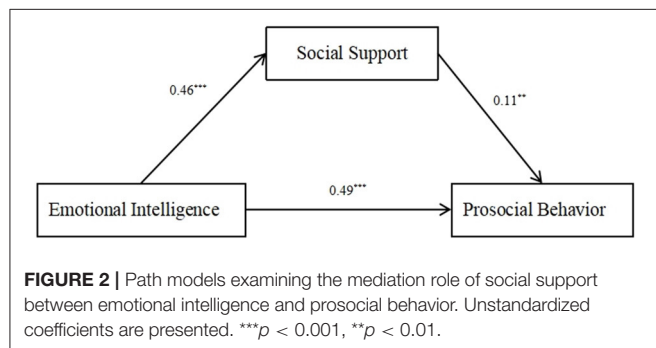 Social Support
0.46***
0.11**
0.49***
Emotional Intelligence
Prosocial Behavior
FIGURE 2 | Path models examining the mediation role of social support
between emotional intelligence and prosocial behavior. Unstandardized
coefficients are presented. ***p < 0.001, **p < 0.01.